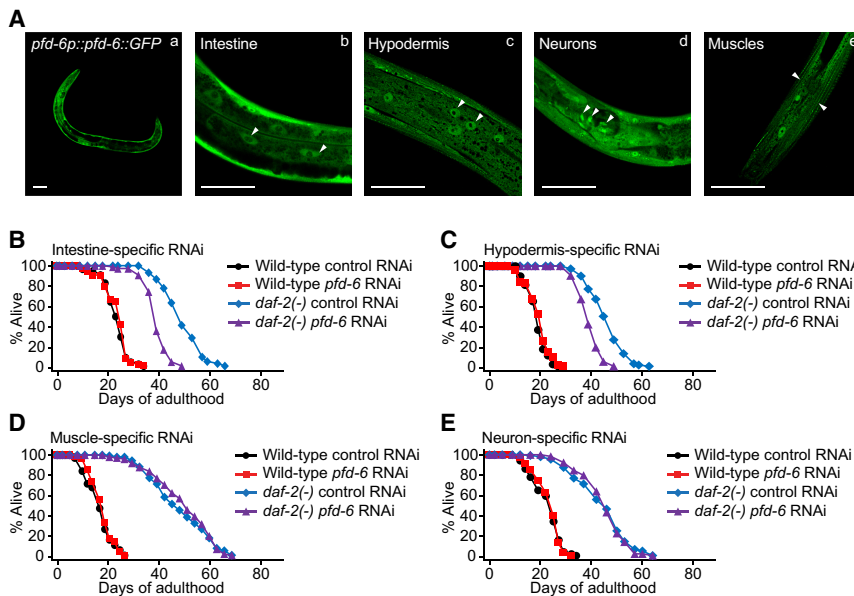 A
pfd-6p::pfd-6::GFP a
Intestine b
Hypodermis c
Neurons d
Muscles e
B
Intestine-specific RNAi
% Alive
100
80
60
40
20
0
0 20 40 60 80
Days of adulthood
Wild-type control RNAi
Wild-type pfd-6 RNAi
daf-2(-) control RNAi
daf-2(-) pfd-6 RNAi
C
Hypodermis-specific RNAi
% Alive
100
80
60
40
20
0
0 20 40 60 80
Days of adulthood
Wild-type control RNA
Wild-type pfd-6 RNAi
daf-2(-) control RNAi
daf-2(-) pfd-6 RNAi
D
Muscle-specific RNAi
% Alive
100
80
60
40
20
0
0 20 40 60 80
Days of adulthood
Wild-type control RNAi
Wild-type pfd-6 RNAi
daf-2(-) control RNAi
daf-2(-) pfd-6 RNAi
E
Neuron-specific RNAi
% Alive
100
80
60
40
20
0
0 20 40 60 80
Days of adulthood
Wild-type control RNAi
Wild-type pfd-6 RNAi
daf-2(-) control RNAi
daf-2(-) pfd-6 RNAi